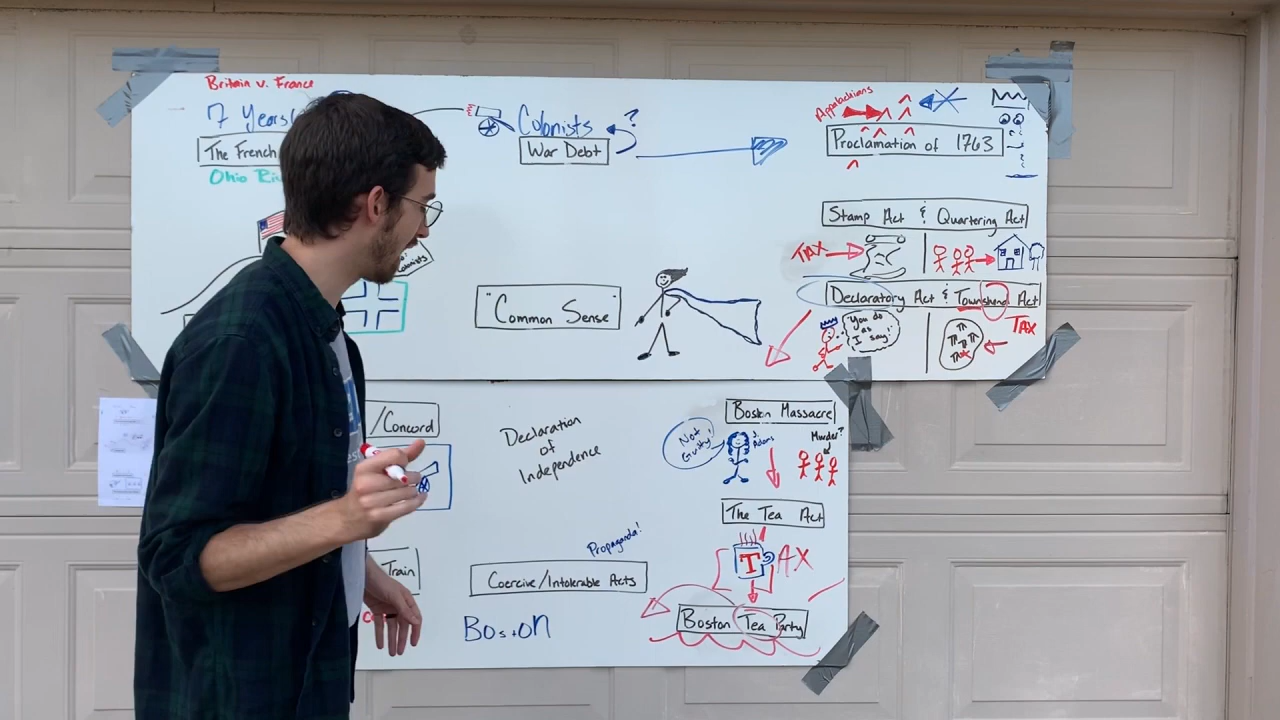 Britain v. France
7 Years
The French
Ohio Ri
Colonists
?
War Debt
Appalachians
Proclamation of 1763
Stamp Act & Quartering Act
TAX
Declaratory Act & Townshend Act
"You do
as
I say!"
TAX
"Common Sense"
Colonists
/Concord
Declaration
of
Independence
Boston Massacre
Not
Guilty!
J.
Adams
Murder?
The Tea Act
TAX
Train
Propaganda!
Coercive/Intolerable Acts
Boston
Boston Tea Party